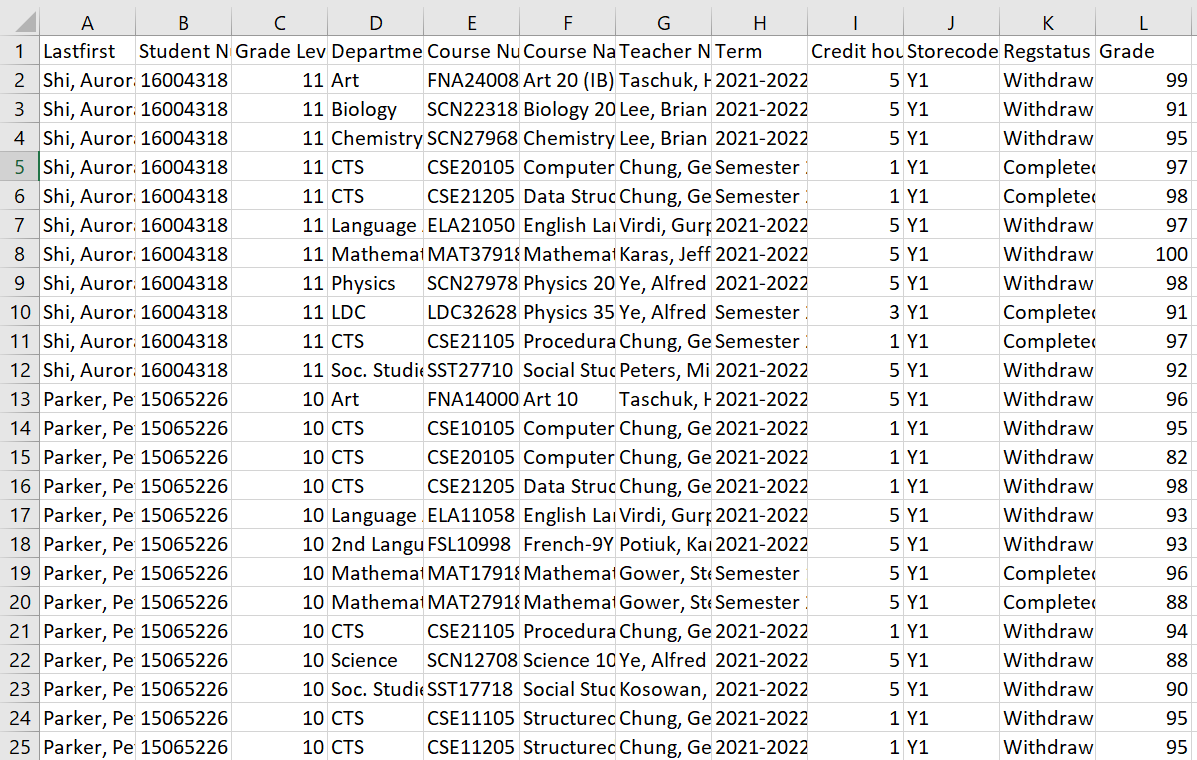 A B C D E F G H I J K L
1 Lastfirst Student N Grade Lev Departme Course Nu Course Na Teacher N Term Credit hou Storecode Regstatus Grade
2 Shi, Auror 16004318 11 Art FNA24008 Art 20 (IB) Taschuk, H 2021-2022 5 Y1 Withdraw 99
3 Shi, Auror 16004318 11 Biology SCN22318 Biology 20 Lee, Brian 2021-2022 5 Y1 Withdraw 91
4 Shi, Auror 16004318 11 Chemistry SCN27968 Chemistry Lee, Brian 2021-2022 5 Y1 Withdraw 95
5 Shi, Auror 16004318 11 CTS CSE20105 Computer Chung, Ge Semester 1 Y1 Completed 97
6 Shi, Auror 16004318 11 CTS CSE21205 Data Struc Chung, Ge Semester 1 Y1 Completed 98
7 Shi, Auror 16004318 11 Language ELA21050 English La Virdi, Gurp 2021-2022 5 Y1 Withdraw 97
8 Shi, Auror 16004318 11 Mathemat MAT37918 Mathemat Karas, Jeff 2021-2022 5 Y1 Withdraw 100
9 Shi, Auror 16004318 11 Physics SCN27978 Physics 20 Ye, Alfred 2021-2022 5 Y1 Withdraw 98
10 Shi, Auror 16004318 11 LDC LDC32628 Physics 35 Ye, Alfred Semester 3 Y1 Completed 91
11 Shi, Auror 16004318 11 CTS CSE21105 Procedura Chung, Ge Semester 1 Y1 Completed 97
12 Shi, Auror 16004318 11 Soc. Studie SST27710 Social Stud Peters, Mi 2021-2022 5 Y1 Withdraw 92
13 Parker, Pe 15065226 10 Art FNA14000 Art 10 Taschuk, H 2021-2022 5 Y1 Withdraw 96
14 Parker, Pe 15065226 10 CTS CSE10105 Computer Chung, Ge 2021-2022 1 Y1 Withdraw 95
15 Parker, Pe 15065226 10 CTS CSE20105 Computer Chung, Ge 2021-2022 1 Y1 Withdraw 82
16 Parker, Pe 15065226 10 CTS CSE21205 Data Struc Chung, Ge 2021-2022 1 Y1 Withdraw 98
17 Parker, Pe 15065226 10 Language ELA11058 English La Virdi, Gurp 2021-2022 5 Y1 Withdraw 93
18 Parker, Pe 15065226 10 2nd Langu FSL10998 French-9Y Potiuk, Ka 2021-2022 5 Y1 Withdraw 93
19 Parker, Pe 15065226 10 Mathemat MAT17918 Mathemat Gower, Ste Semester 5 Y1 Completed 96
20 Parker, Pe 15065226 10 Mathemat MAT27918 Mathemat Gower, Ste Semester 5 Y1 Completed 88
21 Parker, Pe 15065226 10 CTS CSE21105 Procedura Chung, Ge 2021-2022 1 Y1 Withdraw 94
22 Parker, Pe 15065226 10 Science SCN12708 Science 10 Ye, Alfred 2021-2022 5 Y1 Withdraw 88
23 Parker, Pe 15065226 10 Soc. Studie SST17718 Social Stud Kosowan, 2021-2022 5 Y1 Withdraw 90
24 Parker, Pe 15065226 10 CTS CSE11105 Structured Chung, Ge 2021-2022 1 Y1 Withdraw 95
25 Parker, Pe 15065226 10 CTS CSE11205 Structured Chung, Ge 2021-2022 1 Y1 Withdraw 95